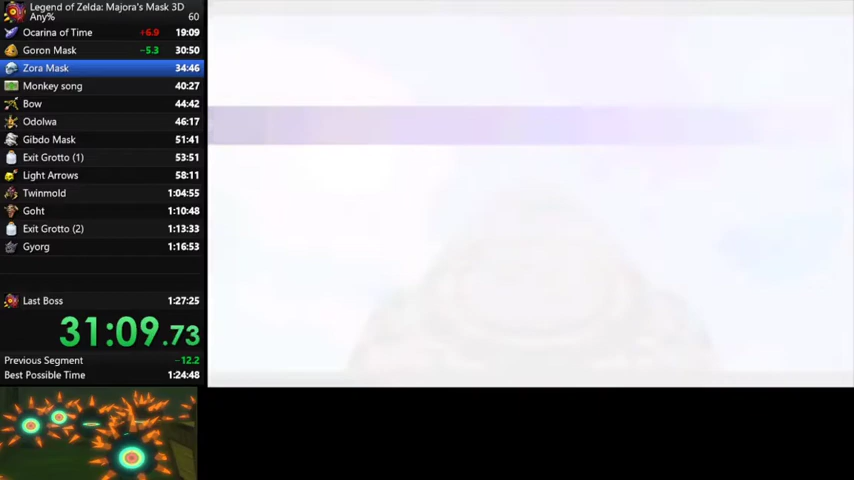 Legend of Zelda: Majora's Mask 3D
Any% 60
Ocarina of Time +6.9 19:09
Goron Mask −5.3 30:50
Zora Mask 34:46
Monkey song 40:27
Bow 44:42
Odolwa 46:17
Gibdo Mask 51:41
Exit Grotto (1) 53:51
Light Arrows 58:11
Twinmold 1:04:55
Goht 1:10:48
Exit Grotto (2) 1:13:33
Gyorg 1:16:53
Last Boss 1:27:25
31:09.73
Previous Segment −12.2
Best Possible Time 1:24:48